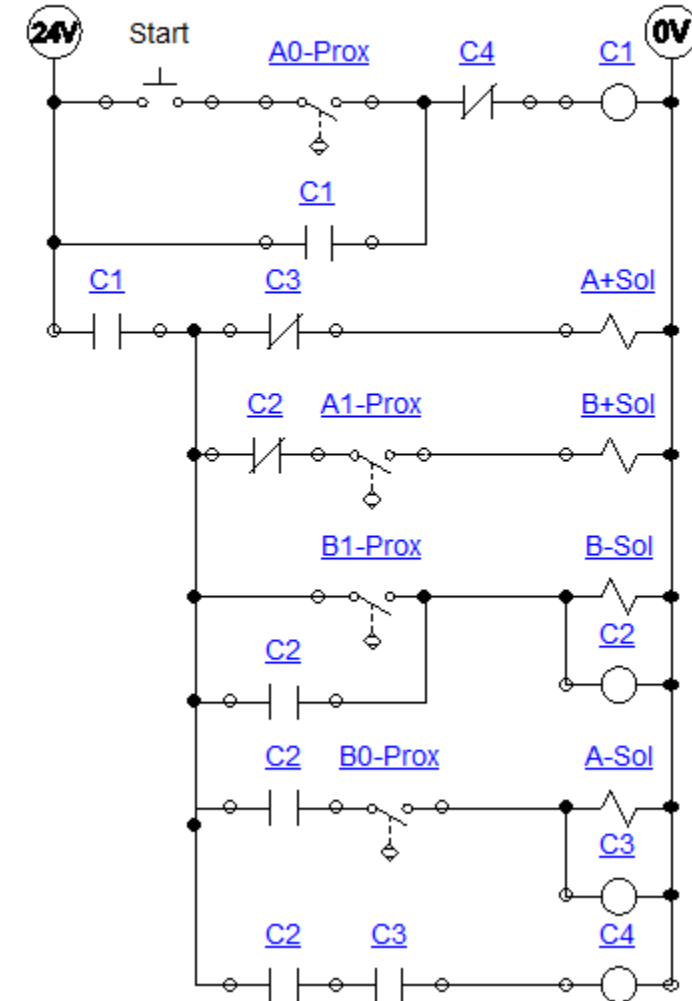 24V Start 0V
A0-Prox C4 C1
C1
C1 C3 A+Sol
C2 A1-Prox B+Sol
B1-Prox B-Sol
C2
C2
C2 B0-Prox A-Sol
C3
C2 C3 C4